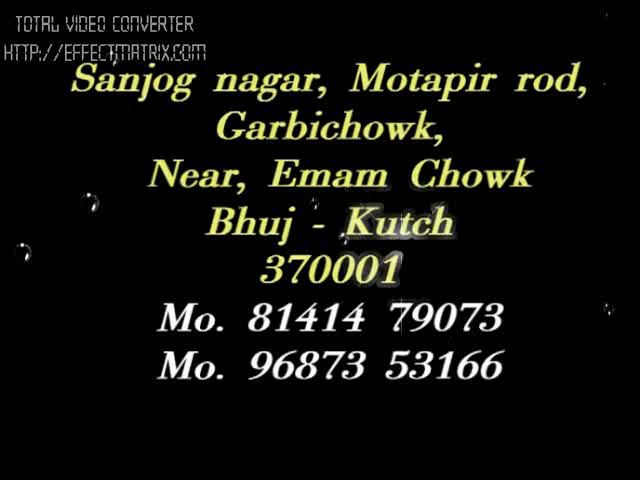 TOTAL VIDEO CONVERTER
HTTP://EFFECTMATRIX.COM
Sanjog nagar, Motapir rod,
Garbichowk,
Near, Emam Chowk
Bhuj - Kutch
370001
Mo. 81414 79073
Mo. 96873 53166